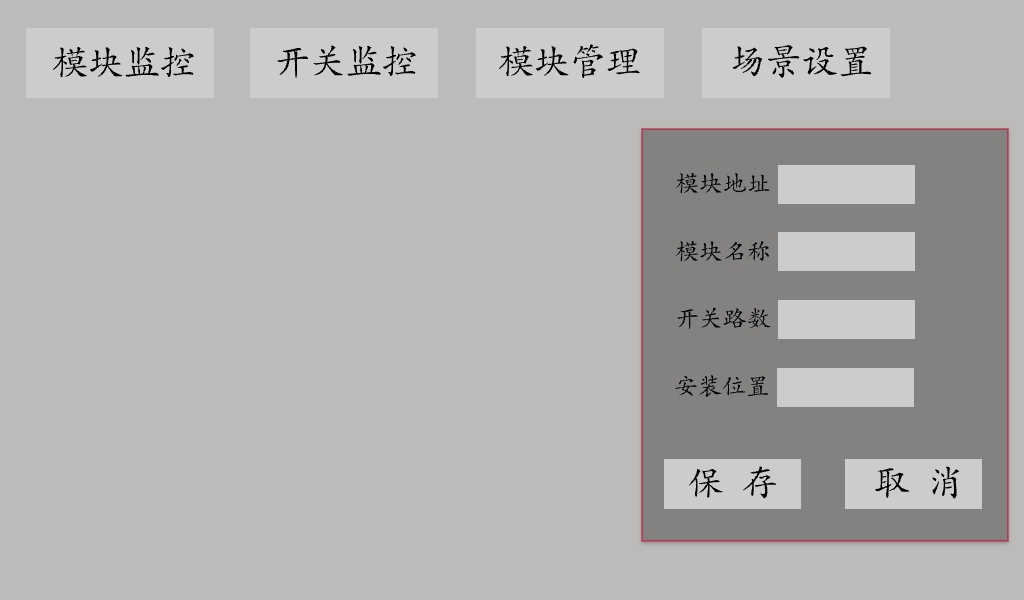 模块监控 开关监控 模块管理 场景设置
模块地址
模块名称
开关路数
安装位置
保 存 取 消